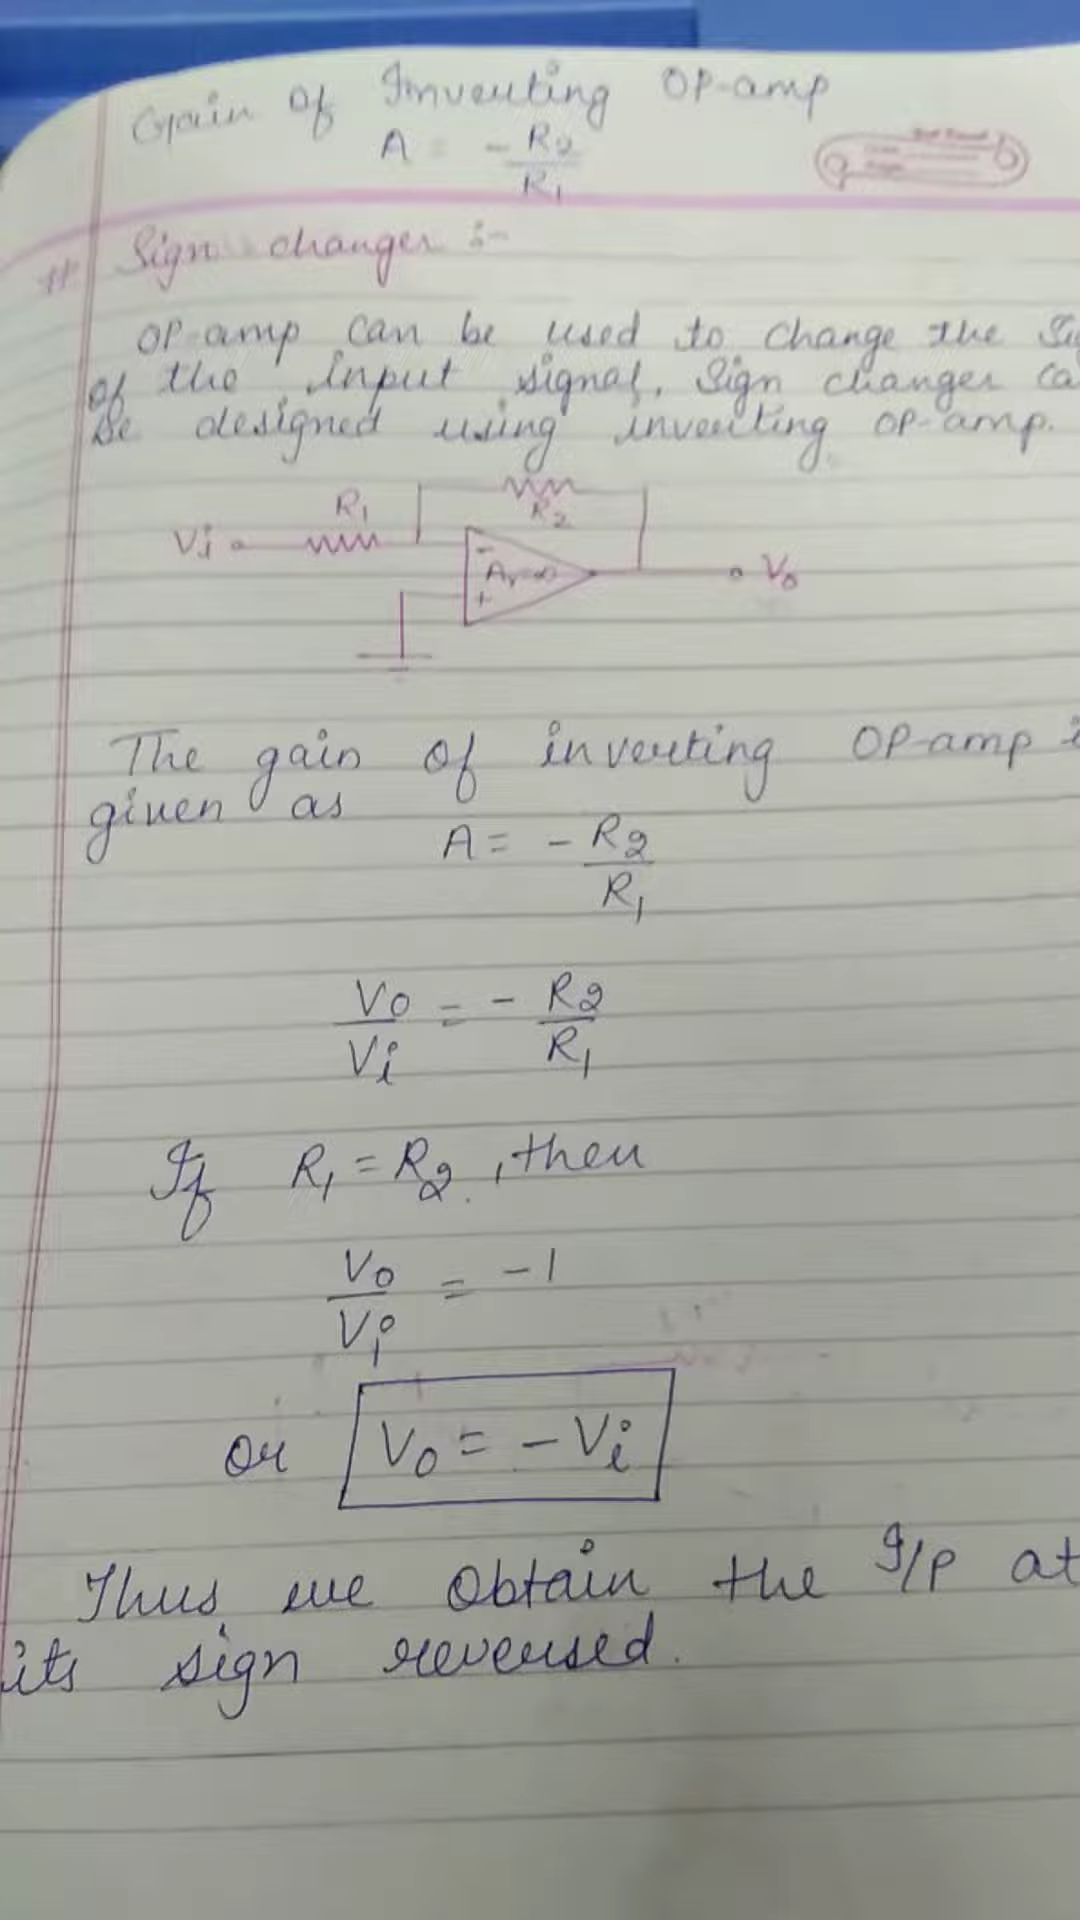 Gain of Inverting OP-amp
A = - R2
R1
# Sign changer :-
OP-amp can be used to change the
of the input signal. Sign changer
be designed using inverting OP-amp.
R1
R2
Vi
-
+
Vo
The gain of inverting OP-amp
given as
A = - R2
R1
Vo = - R2
Vi R1
If R1 = R2, then
Vo = -1
Vi
or Vo = - Vi
Thus we obtain the I/P at
its sign reversed.